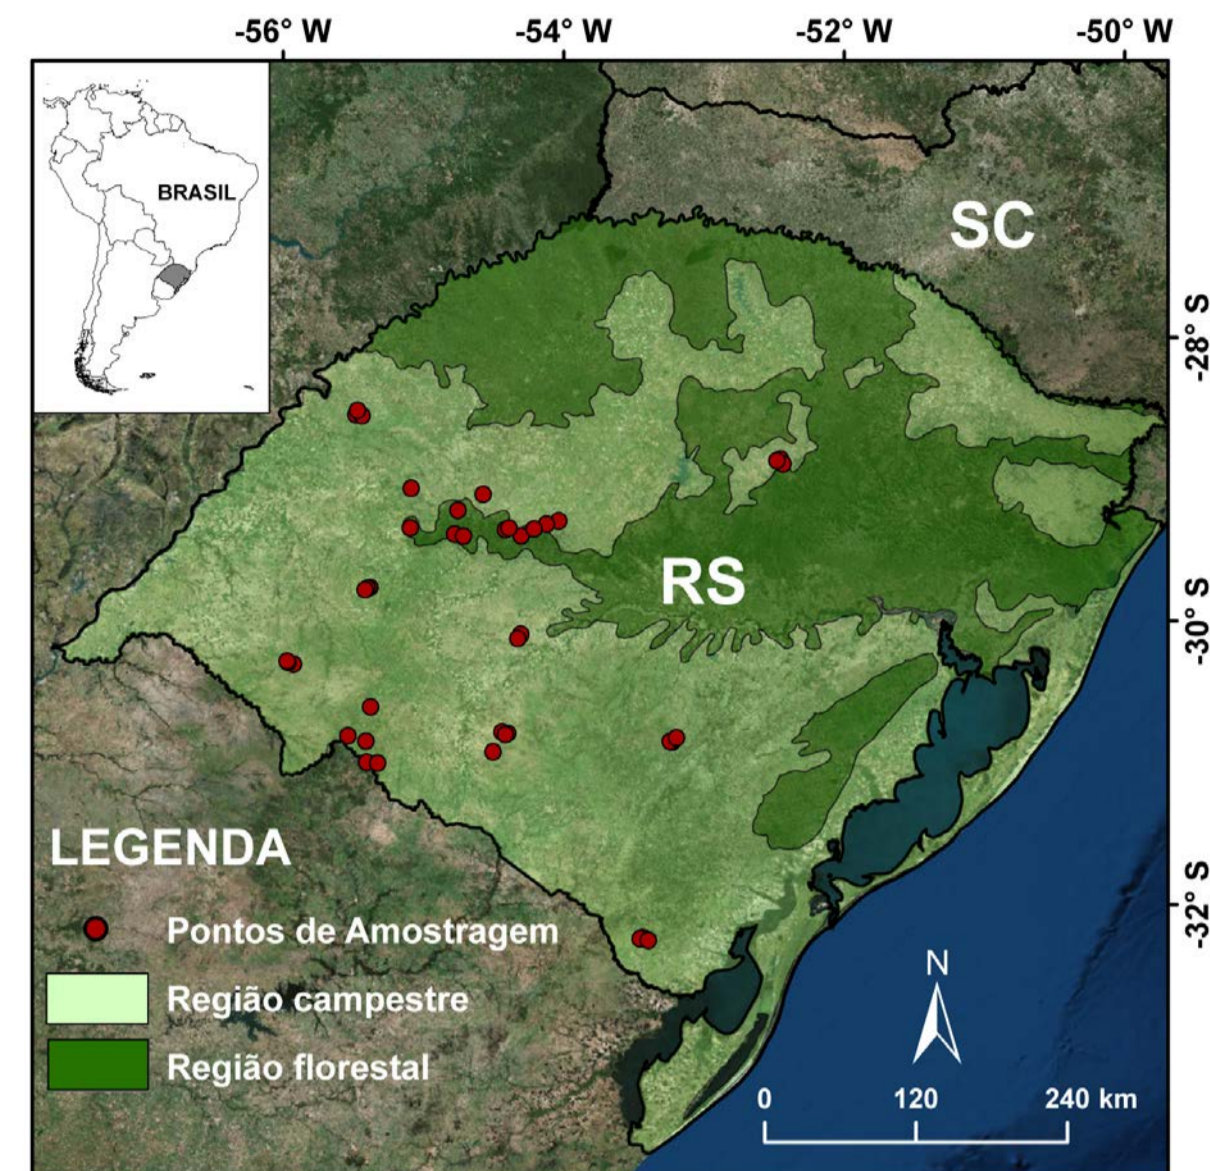 -56° W -54° W -52° W -50° W
BRASIL
SC
-28° S
RS
-30° S
LEGENDA
-32° S
Pontos de Amostragem
N
Região campestre
Região florestal
0 120 240 km